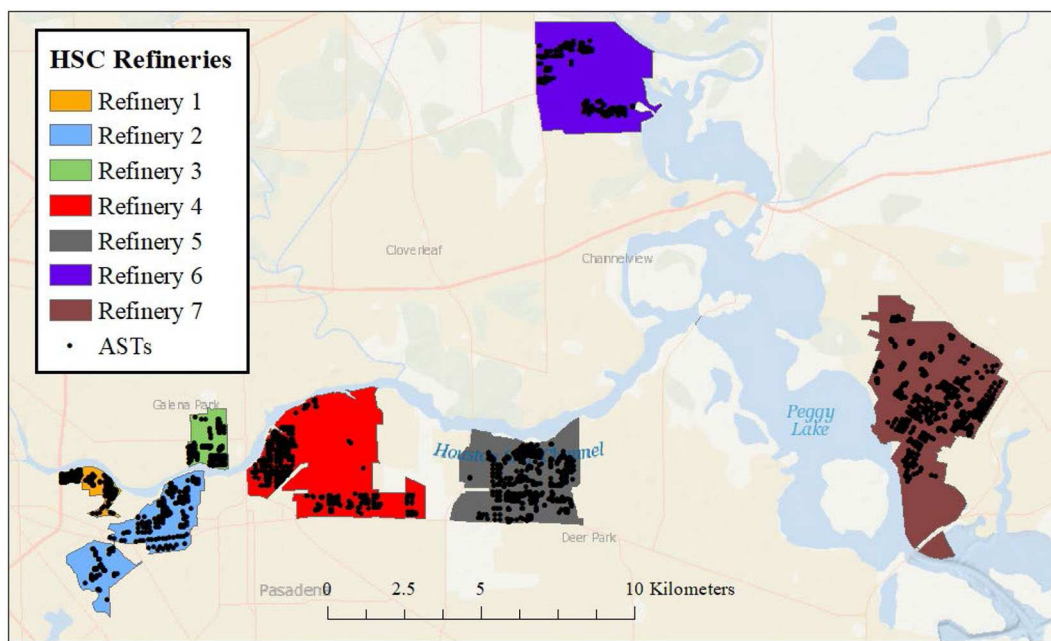 HSC Refineries
Refinery 1
Refinery 2
Refinery 3
Refinery 4
Refinery 5
Refinery 6
Refinery 7
ASTs
Cloverleaf
Channelview
Galena Park
Peggy
Lake
Deer Park
Pasadena
0 2.5 5 10 Kilometers